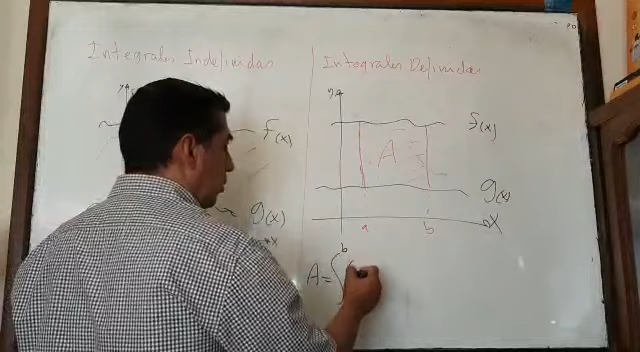 Integrales Indefinidas
Integrales Definidas
y
f(x)
g(x)
x
y
f(x)
A
g(x)
x
a
b
A = ∫ b (